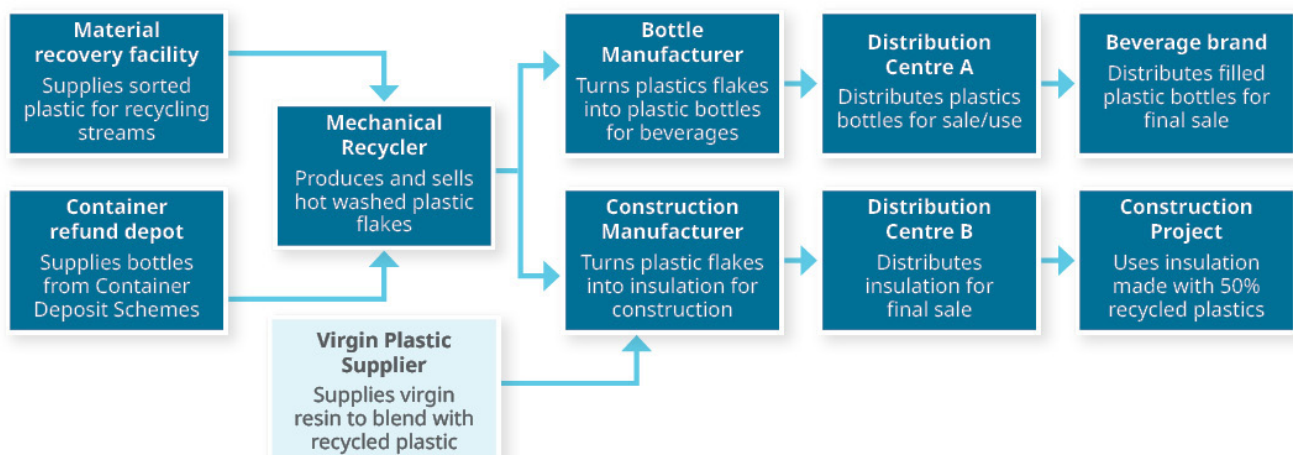 Material
recovery facility
Supplies sorted
plastic for recycling
streams
Container
refund depot
Supplies bottles
from Container
Deposit Schemes
Mechanical
Recycler
Produces and sells
hot washed plastic
flakes
Virgin Plastic
Supplier
Supplies virgin
resin to blend with
recycled plastic
Bottle
Manufacturer
Turns plastics flakes
into plastic bottles
for beverages
Distribution
Centre A
Distributes plastics
bottles for sale/use
Beverage brand
Distributes filled
plastic bottles for
final sale
Construction
Manufacturer
Turns plastic flakes
into insulation for
construction
Distribution
Centre B
Distributes
insulation for
final sale
Construction
Project
Uses insulation
made with 50%
recycled plastics